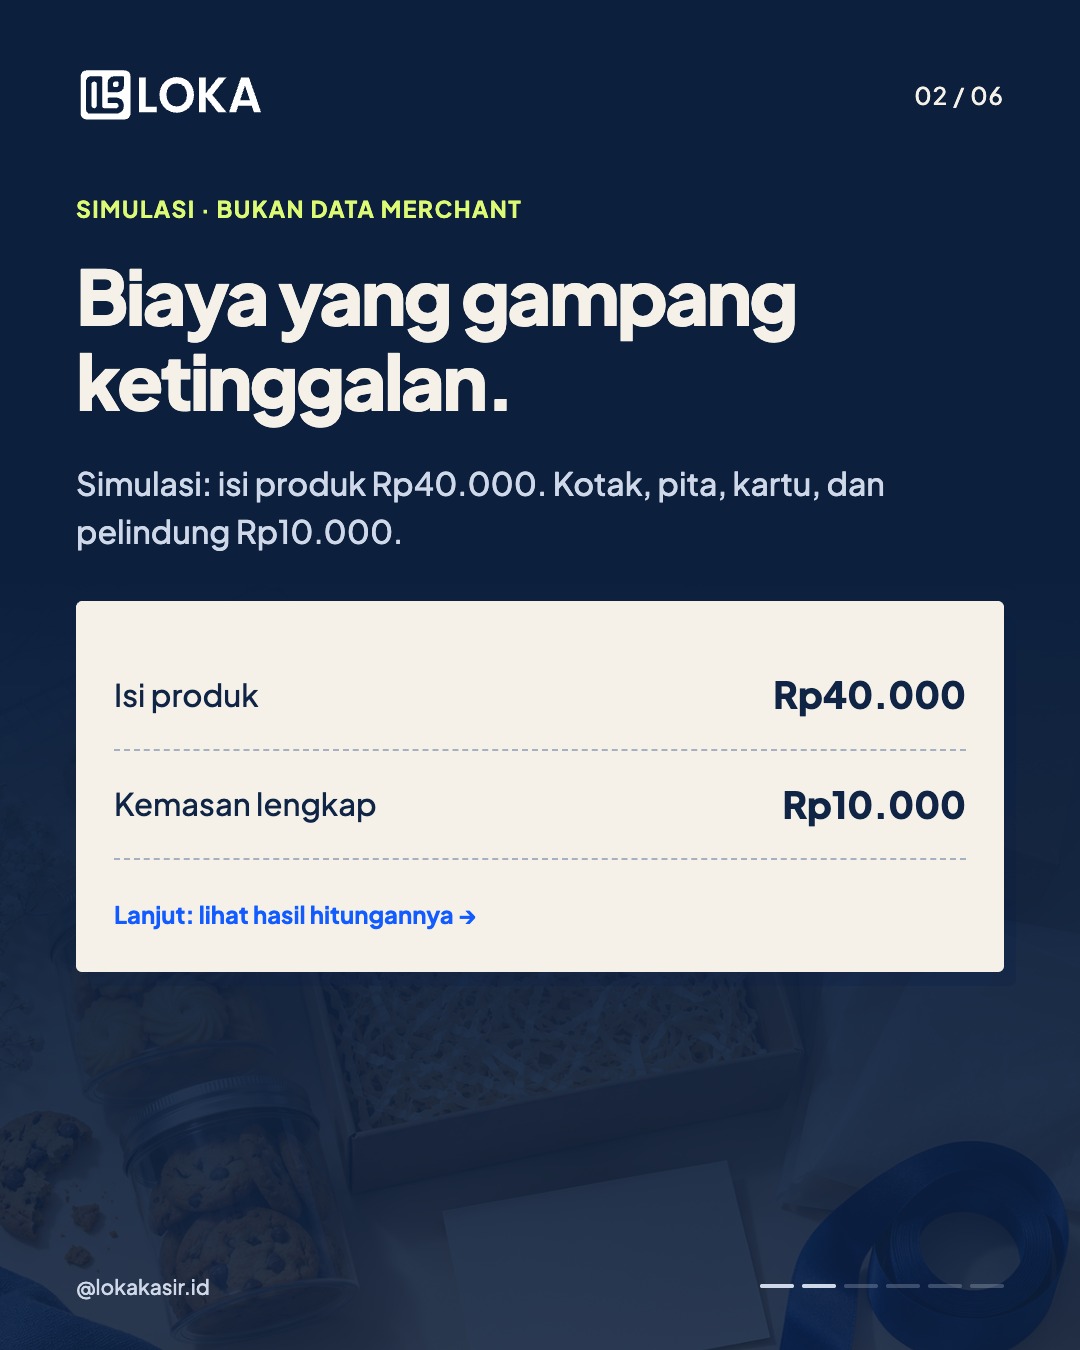 LOKA
02 / 06
SIMULASI · BUKAN DATA MERCHANT
Biaya yang gampang
ketinggalan.
Simulasi: isi produk Rp40.000. Kotak, pita, kartu, dan
pelindung Rp10.000.
Isi produk Rp40.000
Kemasan lengkap Rp10.000
Lanjut: lihat hasil hitungannya →
@lokakasir.id